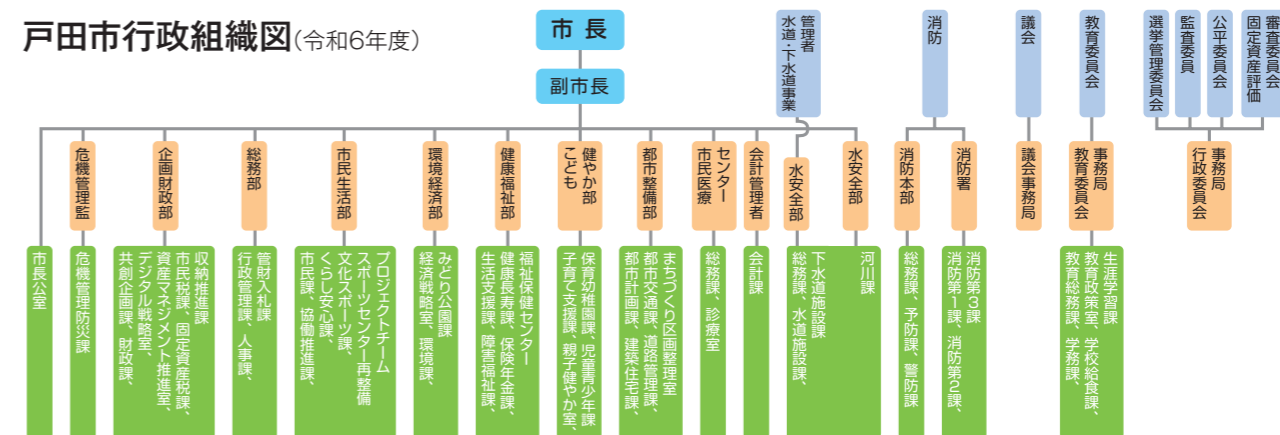 戸田市行政組織図(令和6年度)
市長
副市長
水道・下水道事業
管理者
消防
議会
教育委員会
選挙管理委員会
監査委員
公平委員会
固定資産評価
審査委員会
危機管理監
企画財政部
総務部
市民生活部
環境経済部
健康福祉部
こども
健やか部
都市整備部
市民医療
センター
会計管理者
水安全部
水安全部
消防本部
消防署
議会事務局
教育委員会
事務局
行政委員会
事務局
市長公室
危機管理防災課
共創企画課、財政課、
デジタル戦略室、
資産マネジメント推進室、
市民税課、固定資産税課、
収納推進課
行政管理課、人事課、
管財入札課
市民課、協働推進課、
くらし安心課、
文化スポーツ課、
スポーツセンター再整備
プロジェクトチーム
経済戦略室、環境課、
みどり公園課
生活支援課、障害福祉課、
健康長寿課、保険年金課、
福祉保健センター
子育て支援課、親子健やか室、
保育幼稚園課、児童青少年課
都市計画課、建築住宅課、
都市交通課、道路管理課、
まちづくり区画整理室
総務課、診療室
会計課
総務課、水道施設課、
下水道施設課
河川課
総務課、予防課、警防課
消防第1課、消防第2課、
消防第3課
教育総務課、学務課、
教育政策室、学校給食課、
生涯学習課